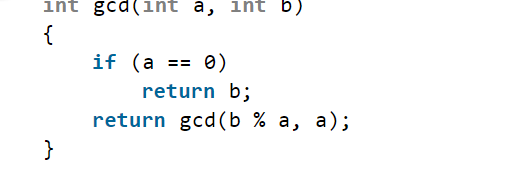 int gcd(int a, int b)
{
    if (a == 0)
        return b;
    return gcd(b % a, a);
}